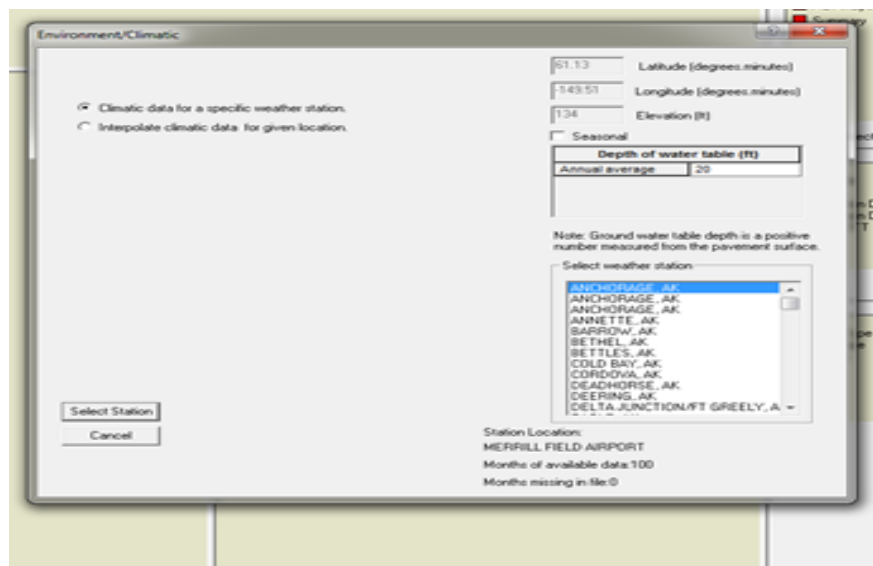 Summary
Environment/Climatic
61.13 Latitude (degrees.minutes)
-149.51 Longitude (degrees.minutes)
134 Elevation (ft)
Climatic data for a specific weather station.
Interpolate climatic data for given location.
Seasonal
Depth of water table (ft)
Annual average 20
Note: Ground water table depth is a positive
number measured from the pavement surface.
Select weather station
ANCHORAGE, AK
ANCHORAGE, AK
ANCHORAGE, AK
ANNETTE, AK
BARROW, AK
BETHEL, AK
BETTLES, AK
COLD BAY, AK
CORDOVA, AK
DEADHORSE, AK
DEERING, AK
DELTA JUNCTION/FT GREELY, A
Select Station
Cancel
Station Location:
MERRILL FIELD AIRPORT
Months of available data:100
Months missing in file:0